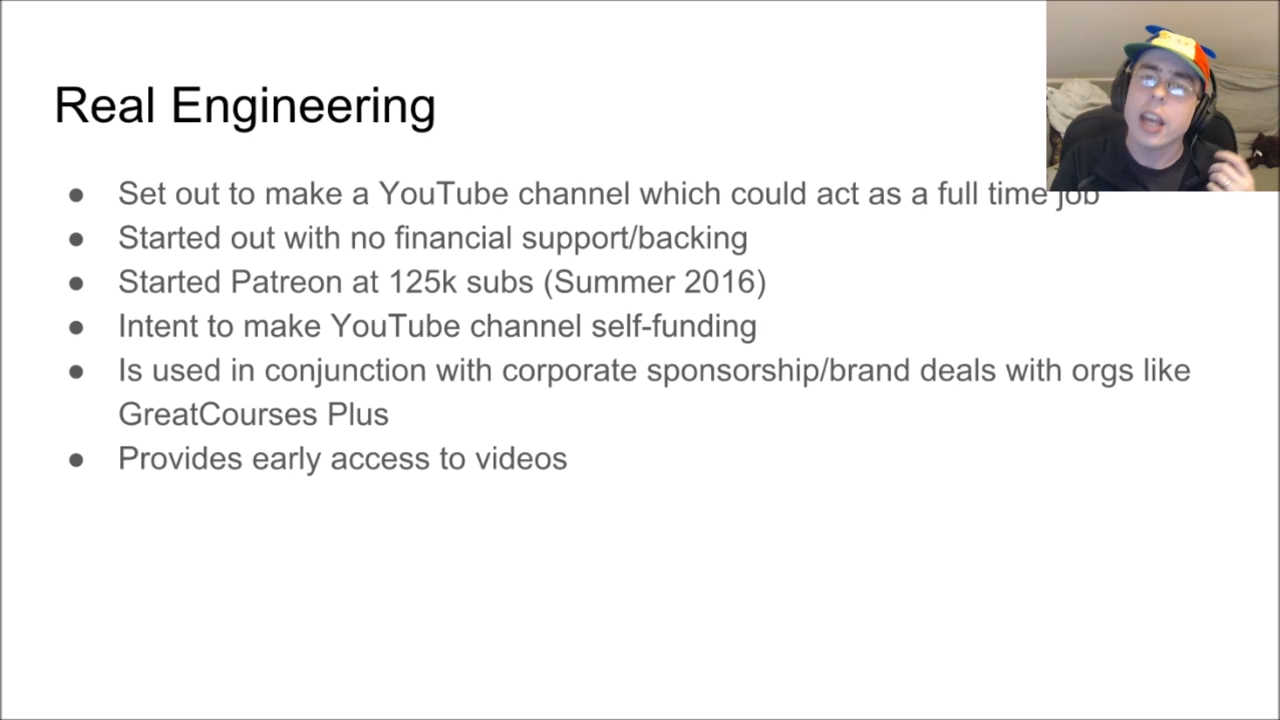 Real Engineering
● Set out to make a YouTube channel which could act as a full time job
● Started out with no financial support/backing
● Started Patreon at 125k subs (Summer 2016)
● Intent to make YouTube channel self-funding
● Is used in conjunction with corporate sponsorship/brand deals with orgs like
GreatCourses Plus
● Provides early access to videos